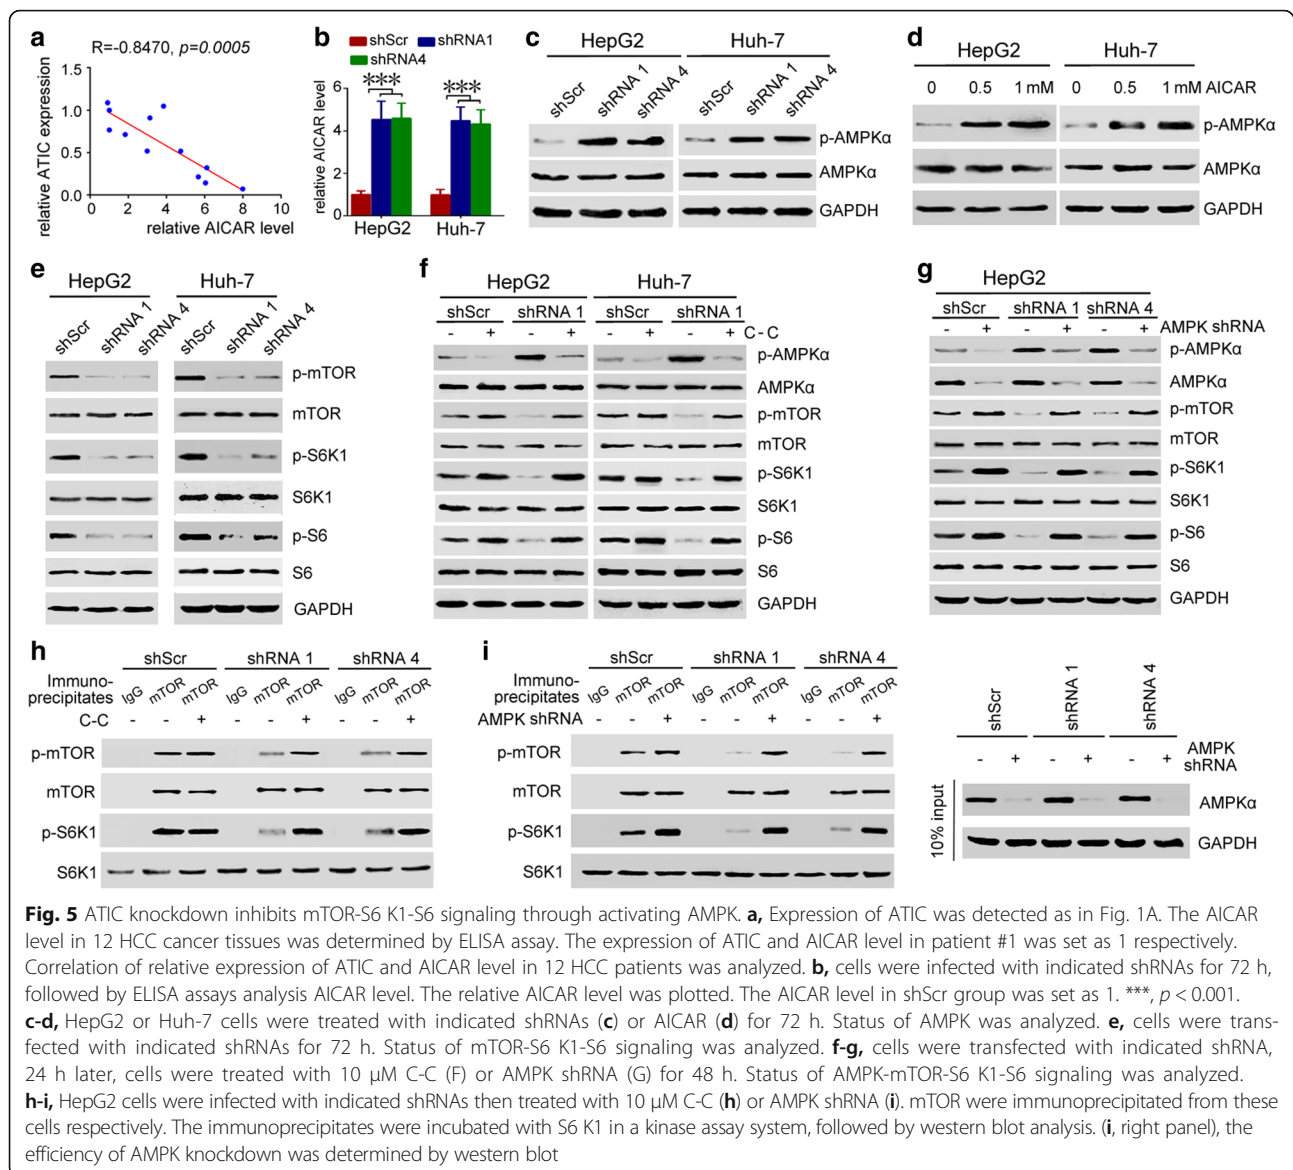 a
R=-0.8470, p=0.0005
relative ATIC expression
1.5
1.0
0.5
0.0
0 2 4 6 8 10
relative AICAR level
b
shScr shRNA1
shRNA4
relative AICAR level
8
6
4
2
0
*** ***
HepG2 Huh-7
c
HepG2 Huh-7
shScr shRNA 1 shRNA 4 shScr shRNA 1 shRNA 4
p-AMPKα
AMPKα
GAPDH
d
HepG2 Huh-7
0 0.5 1 mM 0 0.5 1 mM AICAR
p-AMPKα
AMPKα
GAPDH
e
HepG2 Huh-7
shScr shRNA 1 shRNA 4 shScr shRNA 1 shRNA 4
p-mTOR
mTOR
p-S6K1
S6K1
p-S6
S6
GAPDH
f
HepG2 Huh-7
shScr shRNA 1 shScr shRNA 1
- + - + - + - + C-C
p-AMPKα
AMPKα
p-mTOR
mTOR
p-S6K1
S6K1
p-S6
S6
GAPDH
g
HepG2
shScr shRNA 1 shRNA 4
- + - + - + AMPK shRNA
p-AMPKα
AMPKα
p-mTOR
mTOR
p-S6K1
S6K1
p-S6
S6
GAPDH
h
shScr shRNA 1 shRNA 4
Immuno-
precipitates
IgG mTOR mTOR IgG mTOR mTOR IgG mTOR mTOR
C-C - - + - - + - - +
p-mTOR
mTOR
p-S6K1
S6K1
i
shScr shRNA 1 shRNA 4
Immuno-
precipitates
IgG mTOR mTOR IgG mTOR mTOR IgG mTOR mTOR
AMPK shRNA - - + - - + - - +
p-mTOR
mTOR
p-S6K1
S6K1
shScr shRNA 1 shRNA 4
- + - + - + AMPK
shRNA
10% input
AMPKα
GAPDH
Fig. 5 ATIC knockdown inhibits mTOR-S6 K1-S6 signaling through activating AMPK. a, Expression of ATIC was detected as in Fig. 1A. The AICAR
level in 12 HCC cancer tissues was determined by ELISA assay. The expression of ATIC and AICAR level in patient #1 was set as 1 respectively.
Correlation of relative expression of ATIC and AICAR level in 12 HCC patients was analyzed. b, cells were infected with indicated shRNAs for 72 h,
followed by ELISA assays analysis AICAR level. The relative AICAR level was plotted. The AICAR level in shScr group was set as 1. ***, p < 0.001.
c-d, HepG2 or Huh-7 cells were treated with indicated shRNAs (c) or AICAR (d) for 72 h. Status of AMPK was analyzed. e, cells were trans-
fected with indicated shRNAs for 72 h. Status of mTOR-S6 K1-S6 signaling was analyzed. f-g, cells were transfected with indicated shRNA,
24 h later, cells were treated with 10 μM C-C (F) or AMPK shRNA (G) for 48 h. Status of AMPK-mTOR-S6 K1-S6 signaling was analyzed.
h-i, HepG2 cells were infected with indicated shRNAs then treated with 10 μM C-C (h) or AMPK shRNA (i). mTOR were immunoprecipitated from these
cells respectively. The immunoprecipitates were incubated with S6 K1 in a kinase assay system, followed by western blot analysis. (i, right panel), the
efficiency of AMPK knockdown was determined by western blot